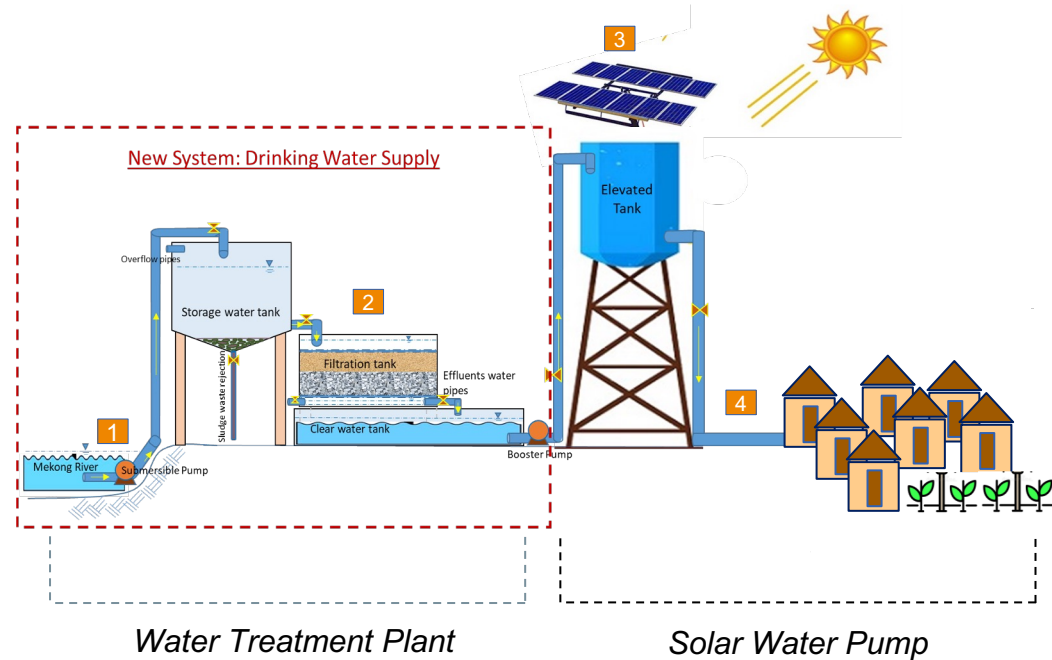 3
New System: Drinking Water Supply
Elevated
Tank
Overflow pipes
Storage water tank
2
Filtration tank
Effluents water
pipes
Sludge waste rejection
Clear water tank
1
Mekong River
Submersible Pump
Booster Pump
4
Water Treatment Plant
Solar Water Pump